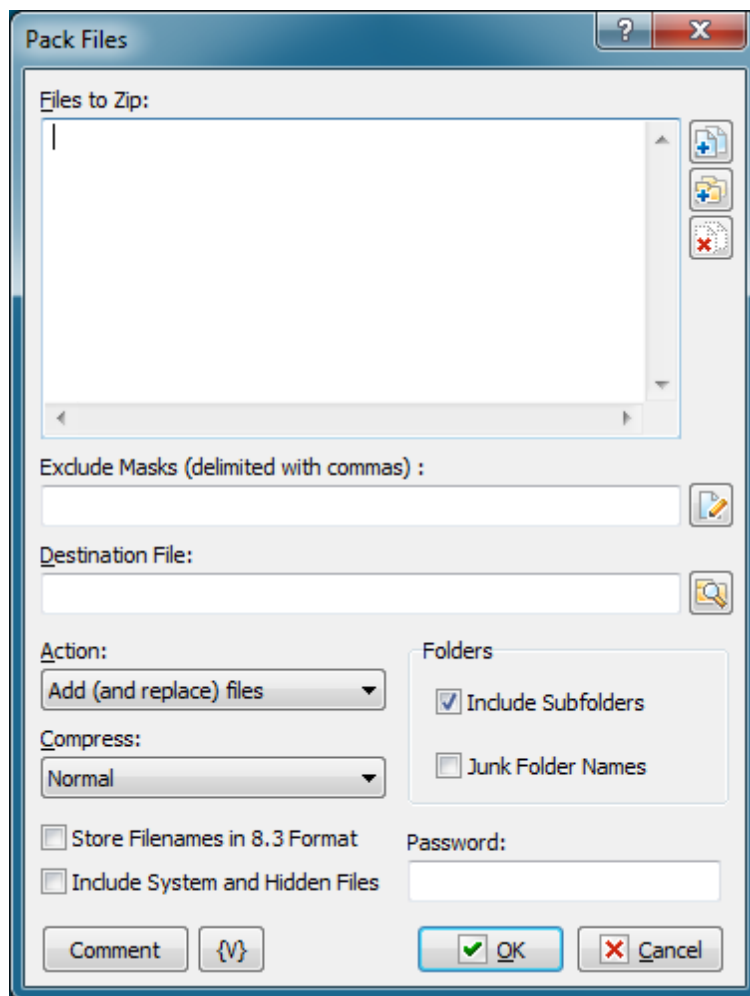 Pack Files
?
Files to Zip:
Exclude Masks (delimited with commas) :
Destination File:
Action:
Folders
Add (and replace) files
Include Subfolders
Compress:
Junk Folder Names
Normal
Store Filenames in 8.3 Format
Password:
Include System and Hidden Files
Comment
{V}
OK
Cancel